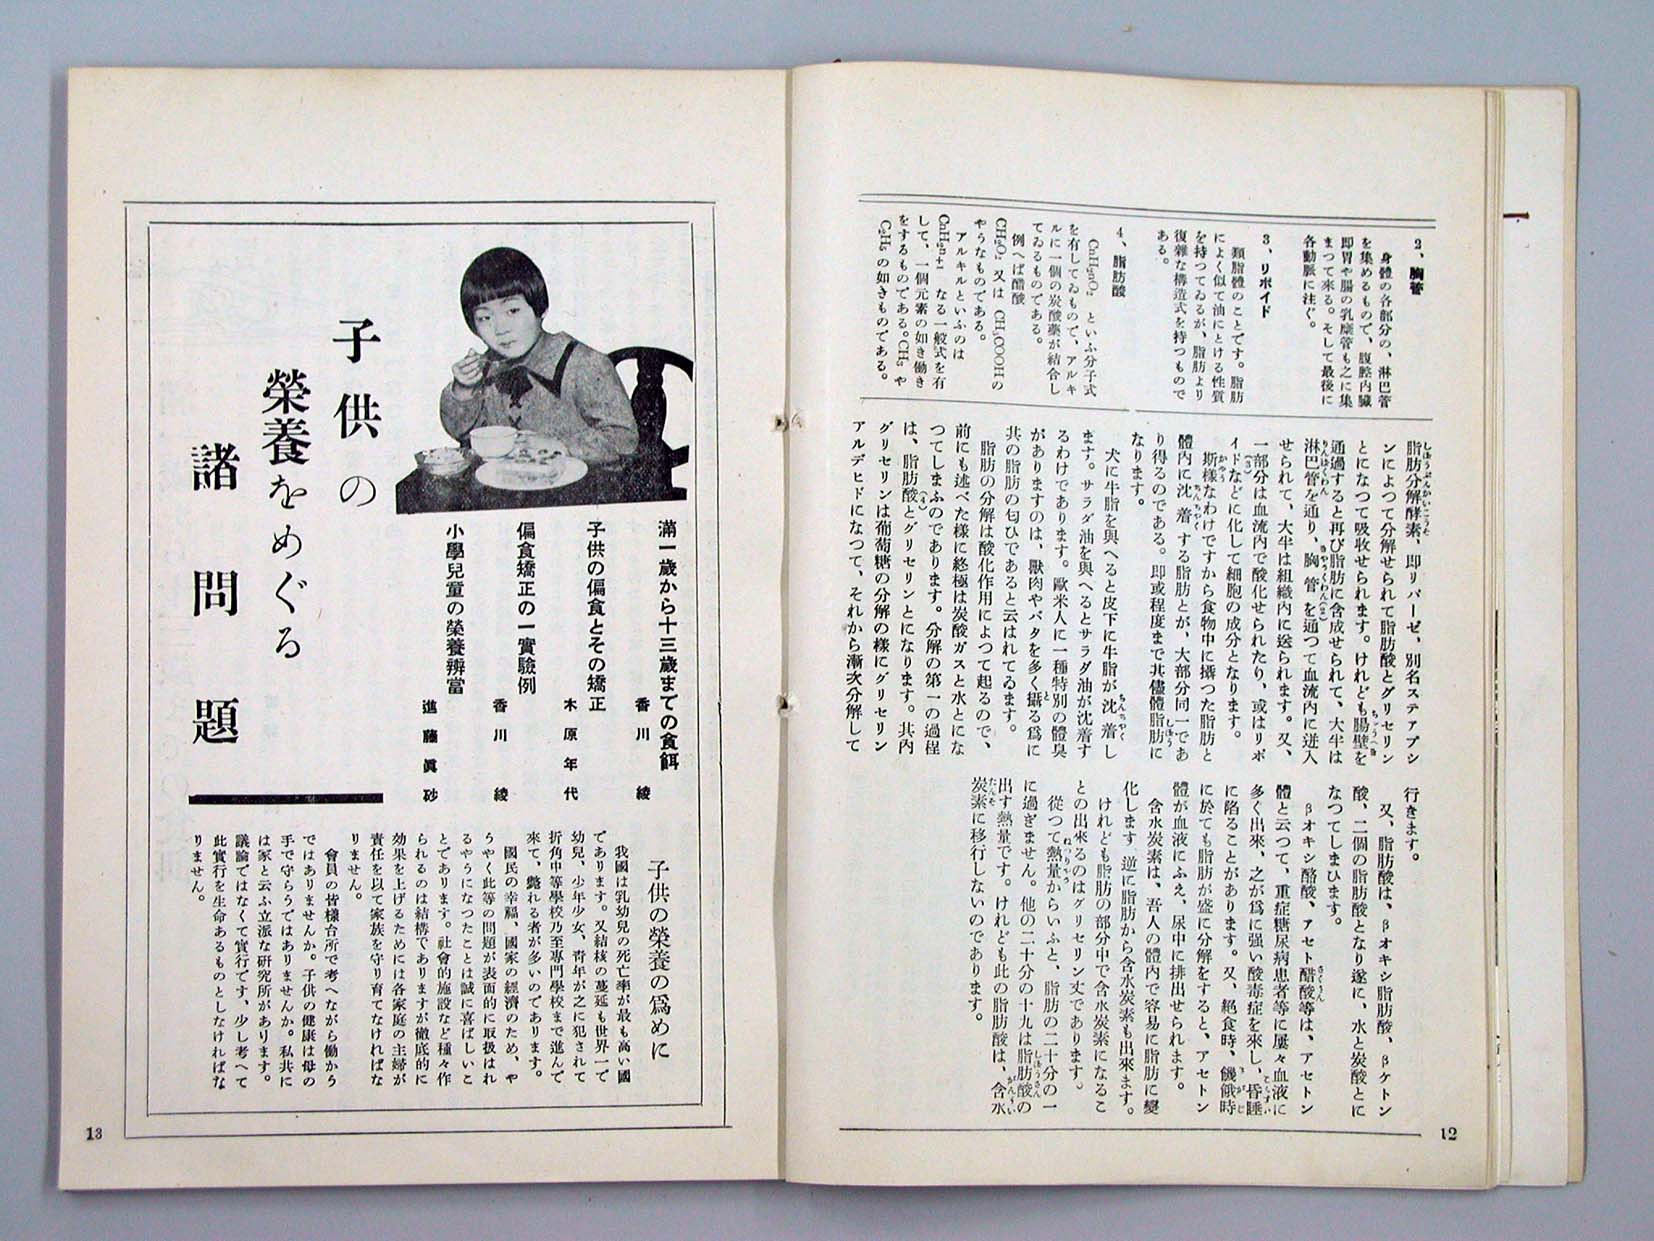 2、胸管
身體の各部分の、淋巴管
を集めるもので、腹腔内臟
即胃や腸の乳糜管も之に集
まつて來る。そして最後に
各動脈に注ぐ。
3、リポイド
類脂體のことです。脂肪
によく似て油にとける性質
を持つてゐるが、脂肪より
復雜な構造式を持つもので
ある。
4、脂肪酸
CnH₂nO₂ といふ分子式
を有してゐもので、アルキ
ルに一個の炭酸藥が結合し
てゐるものである。
例へば醋酸
CH₃O₂ 又は CH₃COOH の
やうなものである。
アルキルといふのは
CnH₂n+ なる一般式を有
して、一個元素の如き働き
をするものである。CH₃ や
C₂H₅ の如きものである。
脂肪分解酵素、即リパーゼ、別名ステアプシ
ンによつて分解せられて脂肪酸とグリセリン
とになつて吸收せられます。けれども腸壁を
通過すると再び脂肪に含成せられて、大半は
淋巴管を通り、胸管を通つて血流内に迸入
せられて、大半は組織内に送られます。又、
一部分は血流内で酸化せられたり、或はリポ
イドなどに化して細胞の成分となります。
斯樣なわけですから食物中に攝つた脂肪と
體内に沈着する脂肪とが、大部分同一であ
り得るのである。即或程度まで其儘體脂肪に
なります。
犬に牛脂を與へると皮下に牛脂が沈着し
ます。サラダ油を與へるとサラダ油が沈着す
るわけであります。歐米人に一種特別の體臭
がありますのは、獸肉やバタを多く攝る爲に
共の脂肪の匂ひであると云はれてゐます。
脂肪の分解は酸化作用によつて起るので、
前にも述べた樣に終極は炭酸ガスと水とにな
つてしまふのであります。分解の第一の過程
は、脂肪酸とグリセリンとになります。其内
グリセリンは葡萄糖の分解の樣にグリセリン
アルデヒドになつて、それから漸次分解して
行きます。
又、脂肪酸は、βオキシ脂肪酸、βケトン
酸、二個の脂肪酸となり遂に、水と炭酸とに
なつてしまひます。
βオキシ酪酸、アセト醋酸等は、アセトン
體と云つて、重症糖尿病患者等に屢々血液に
多く出來、之が爲に强い酸毒症を來し、昏睡
に陷ることがあります。又、絕食時、饑餓時
に於ても脂肪が盛に分解をすると、アセトン
體が血液にふえ、尿中に排出せられます。
含水炭素は、吾人の體内で容易に脂肪に變
化します、逆に脂肪から含水炭素も出來ます。
けれども脂肪の部分中で含水炭素になるこ
との出來るのはグリセリン丈であります。
從つて熱量からいふと、脂肪の二十分の一
に過ぎません。他の二十分の十九は脂肪酸の
出す熱量です。けれども此の脂肪酸は、含水
炭素に移行しないのであります。
12
滿一歲から十三歲までの食餌
香川綾
子供の偏食とその矯正
木原年代
偏食矯正の一實驗例
香川綾
小學兒童の榮養辨當
進藤眞砂
子供の
榮養をめぐる
諸問題
子供の榮養の爲めに
我國は乳幼兒の死亡率が最も高い國
であります。又結核の蔓延も世界一で
幼兒、少年少女、靑年が之に犯されて
折角中等學校乃至專門學校まで進んで
來て、斃れる者が多いのであります。
國民の幸福、國家の經濟のため、や
うやく此等の問題が表面的に取扱はれ
るやうになつたことは誠に喜ばしいこ
とであります。社會的施設など種々作
られるのは結構でありますが徹底的に
効果を上げるためには各家庭の主婦が
責任を以て家族を守り育てなければな
りません。
會員の皆樣台所で考へながら働かう
ではありませんか。子供の健康は母の
手で守らうではありませんか。私共に
は家と云ふ立派な研究所があります。
議論ではなくて實行です、少し考へて
此實行を生命あるものとしなければな
りません。
13